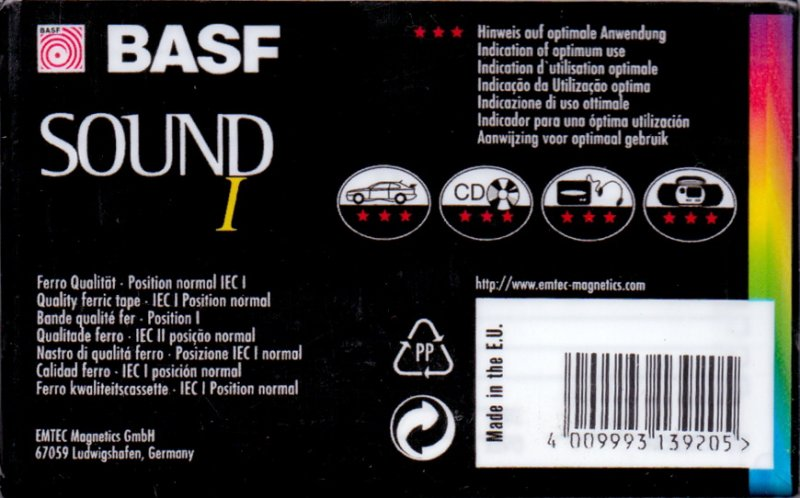 BASF
BASF
SOUND
I
★★★ Hinweis auf optimale Anwendung
Indication of optimum use
Indication d'utilisation optimale
Indicação da Utilização optima
Indicazione di uso ottimale
Indicador para una óptima utilización
Aanwijzing voor optimaal gebruik
CD
Ferro Qualität · Position normal IEC I
Quality ferric tape · IEC I Position normal
Bande qualité fer · Position I
Qualitade ferro · IEC II posição normal
Nastro di qualitá ferro · Posizione IEC I normal
Calidad ferro · IEC I posición normal
Ferro kwaliteitscassette · IEC I Position normal
EMTEC Magnetics GmbH
67059 Ludwigshafen, Germany
http://www.emtec-magnetics.com
PP
Made in the E.U.
4 009993 139205 >